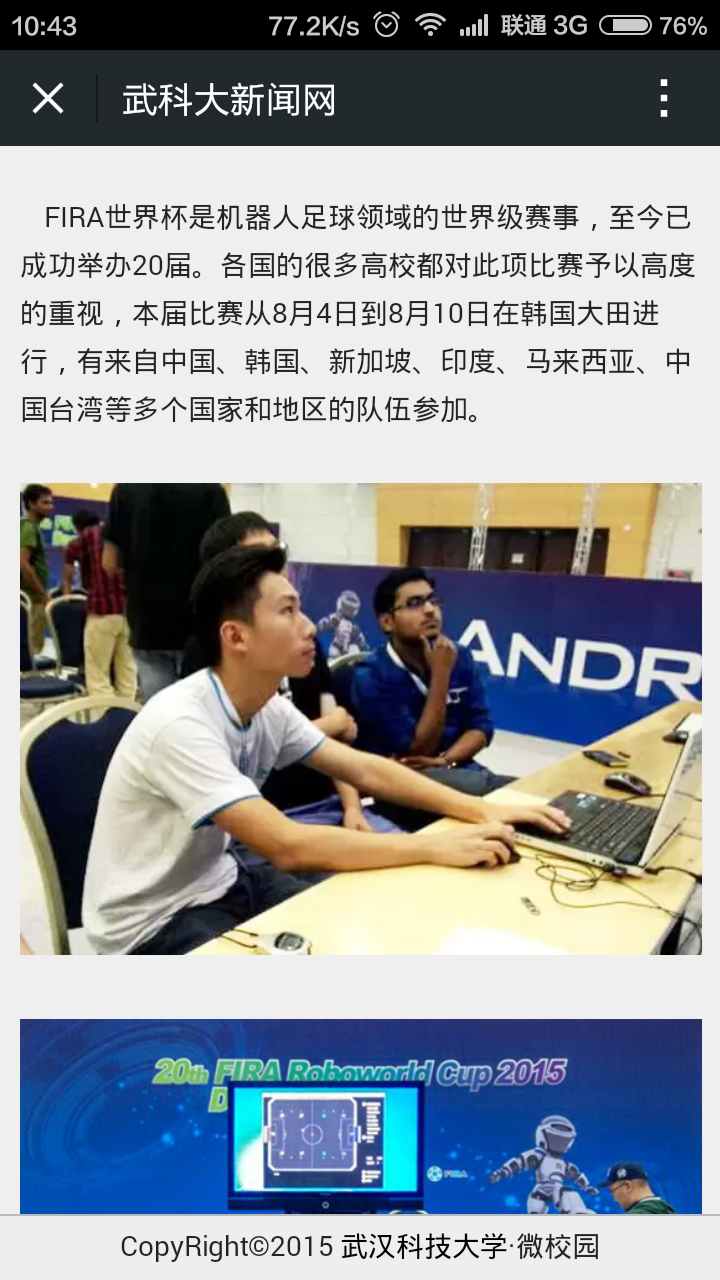 10:43 77.2K/s 联通 3G 76%
武科大新闻网
FIRA世界杯是机器人足球领域的世界级赛事，至今已
成功举办20届。各国的很多高校都对此项比赛予以高度
的重视，本届比赛从8月4日到8月10日在韩国大田进
行，有来自中国、韩国、新加坡、印度、马来西亚、中
国台湾等多个国家和地区的队伍参加。
ANDR
20th FIRA Roboworld Cup 2015
D
FIRA
CopyRight©2015 武汉科技大学·微校园